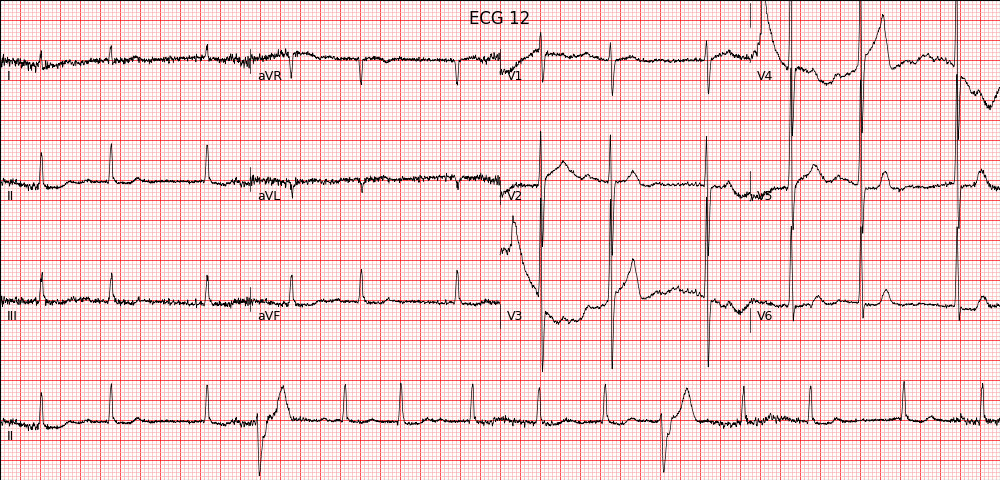 ECG 12
I aVR V1 V4
II aVL V2 V5
III aVF V3 V6
II